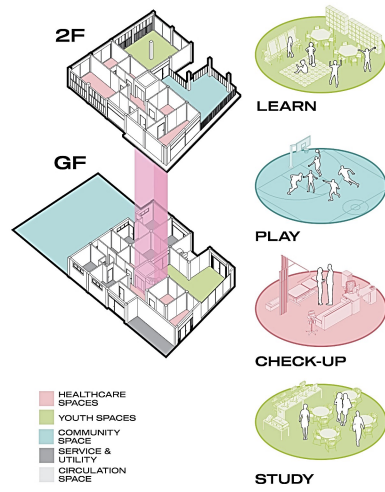 2F
GF
LEARN
PLAY
CHECK-UP
STUDY
HEALTHCARE
SPACES
YOUTH SPACES
COMMUNITY
SPACE
SERVICE &
UTILITY
CIRCULATION
SPACE